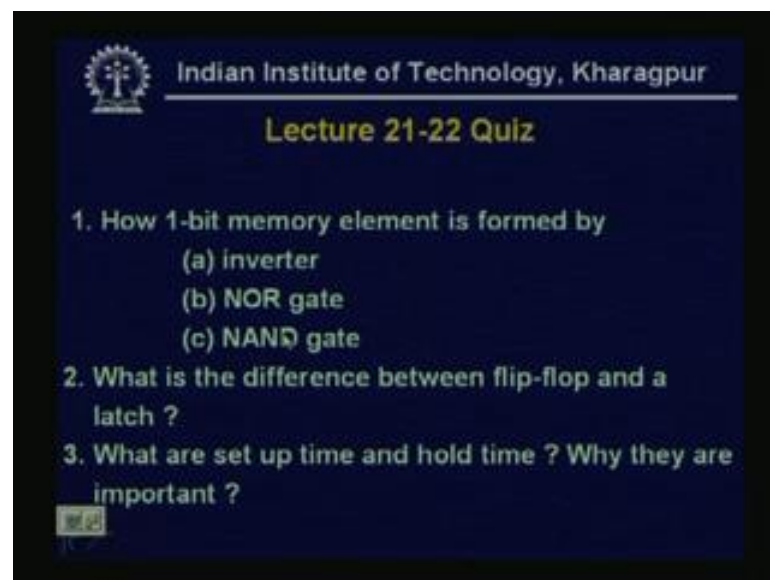 Indian Institute of Technology, Kharagpur
Lecture 21-22 Quiz
1. How 1-bit memory element is formed by
(a) inverter
(b) NOR gate
(c) NAND gate
2. What is the difference between flip-flop and a
latch ?
3. What are set up time and hold time ? Why they are
important ?